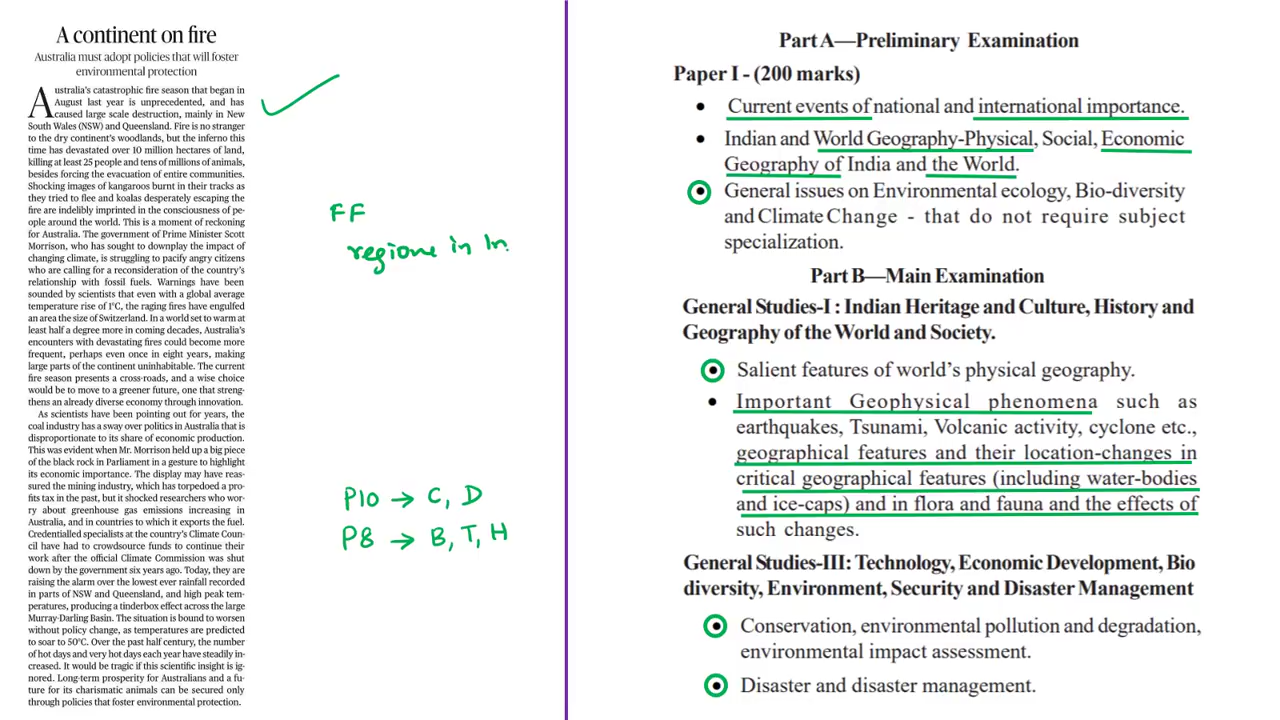 A continent on fire
Australia must adopt policies that will foster
environmental protection
Australia's catastrophic fire season that began in
August last year is unprecedented, and has
caused large scale destruction, mainly in New
South Wales (NSW) and Queensland. Fire is no stranger
to the dry continent's woodlands, but the inferno this
time has devastated over 10 million hectares of land,
killing at least 25 people and tens of millions of animals,
besides forcing the evacuation of entire communities.
Shocking images of kangaroos burnt in their tracks as
they tried to flee and koalas desperately escaping the
fire are indelibly imprinted in the consciousness of pe-
ople around the world. This is a moment of reckoning
for Australia. The government of Prime Minister Scott
Morrison, who has sought to downplay the impact of
changing climate, is struggling to pacify angry citizens
who are calling for a reconsideration of the country's
relationship with fossil fuels. Warnings have been
sounded by scientists that even with a global average
temperature rise of 1°C, the raging fires have engulfed
an area the size of Switzerland. In a world set to warm at
least half a degree more in coming decades, Australia's
encounters with devastating fires could become more
frequent, perhaps even once in eight years, making
large parts of the continent uninhabitable. The current
fire season presents a cross-roads, and a wise choice
would be to move to a greener future, one that streng-
thens an already diverse economy through innovation.
As scientists have been pointing out for years, the
coal industry has a sway over politics in Australia that is
disproportionate to its share of economic production.
This was evident when Mr. Morrison held up a big piece
of the black rock in Parliament in a gesture to highlight
its economic importance. The display may have reas-
sured the mining industry, which has torpedoed a pro-
fits tax in the past, but it shocked researchers who wor-
ry about greenhouse gas emissions increasing in
Australia, and in countries to which it exports the fuel.
Credentialled specialists at the country's Climate Coun-
cil have had to crowdsource funds to continue their
work after the official Climate Commission was shut
down by the government six years ago. Today, they are
raising the alarm over the lowest ever rainfall recorded
in parts of NSW and Queensland, and high peak tem-
peratures, producing a tinderbox effect across the large
Murray-Darling Basin. The situation is bound to worsen
without policy change, as temperatures are predicted
to soar to 50°C. Over the past half century, the number
of hot days and very hot days each year have steadily in-
creased. It would be tragic if this scientific insight is ig-
nored. Long-term prosperity for Australians and a fu-
ture for its charismatic animals can be secured only
through policies that foster environmental protection.
FF
regione in In
P10 → C, D
P8 → B, T, H
Part A—Preliminary Examination
Paper I - (200 marks)
• Current events of national and international importance.
• Indian and World Geography-Physical, Social, Economic
Geography of India and the World.
• General issues on Environmental ecology, Bio-diversity
and Climate Change - that do not require subject
specialization.
Part B—Main Examination
General Studies-I : Indian Heritage and Culture, History and
Geography of the World and Society.
• Salient features of world's physical geography.
• Important Geophysical phenomena such as
earthquakes, Tsunami, Volcanic activity, cyclone etc.,
geographical features and their location-changes in
critical geographical features (including water-bodies
and ice-caps) and in flora and fauna and the effects of
such changes.
General Studies-III: Technology, Economic Development, Bio
diversity, Environment, Security and Disaster Management
• Conservation, environmental pollution and degradation,
environmental impact assessment.
• Disaster and disaster management.